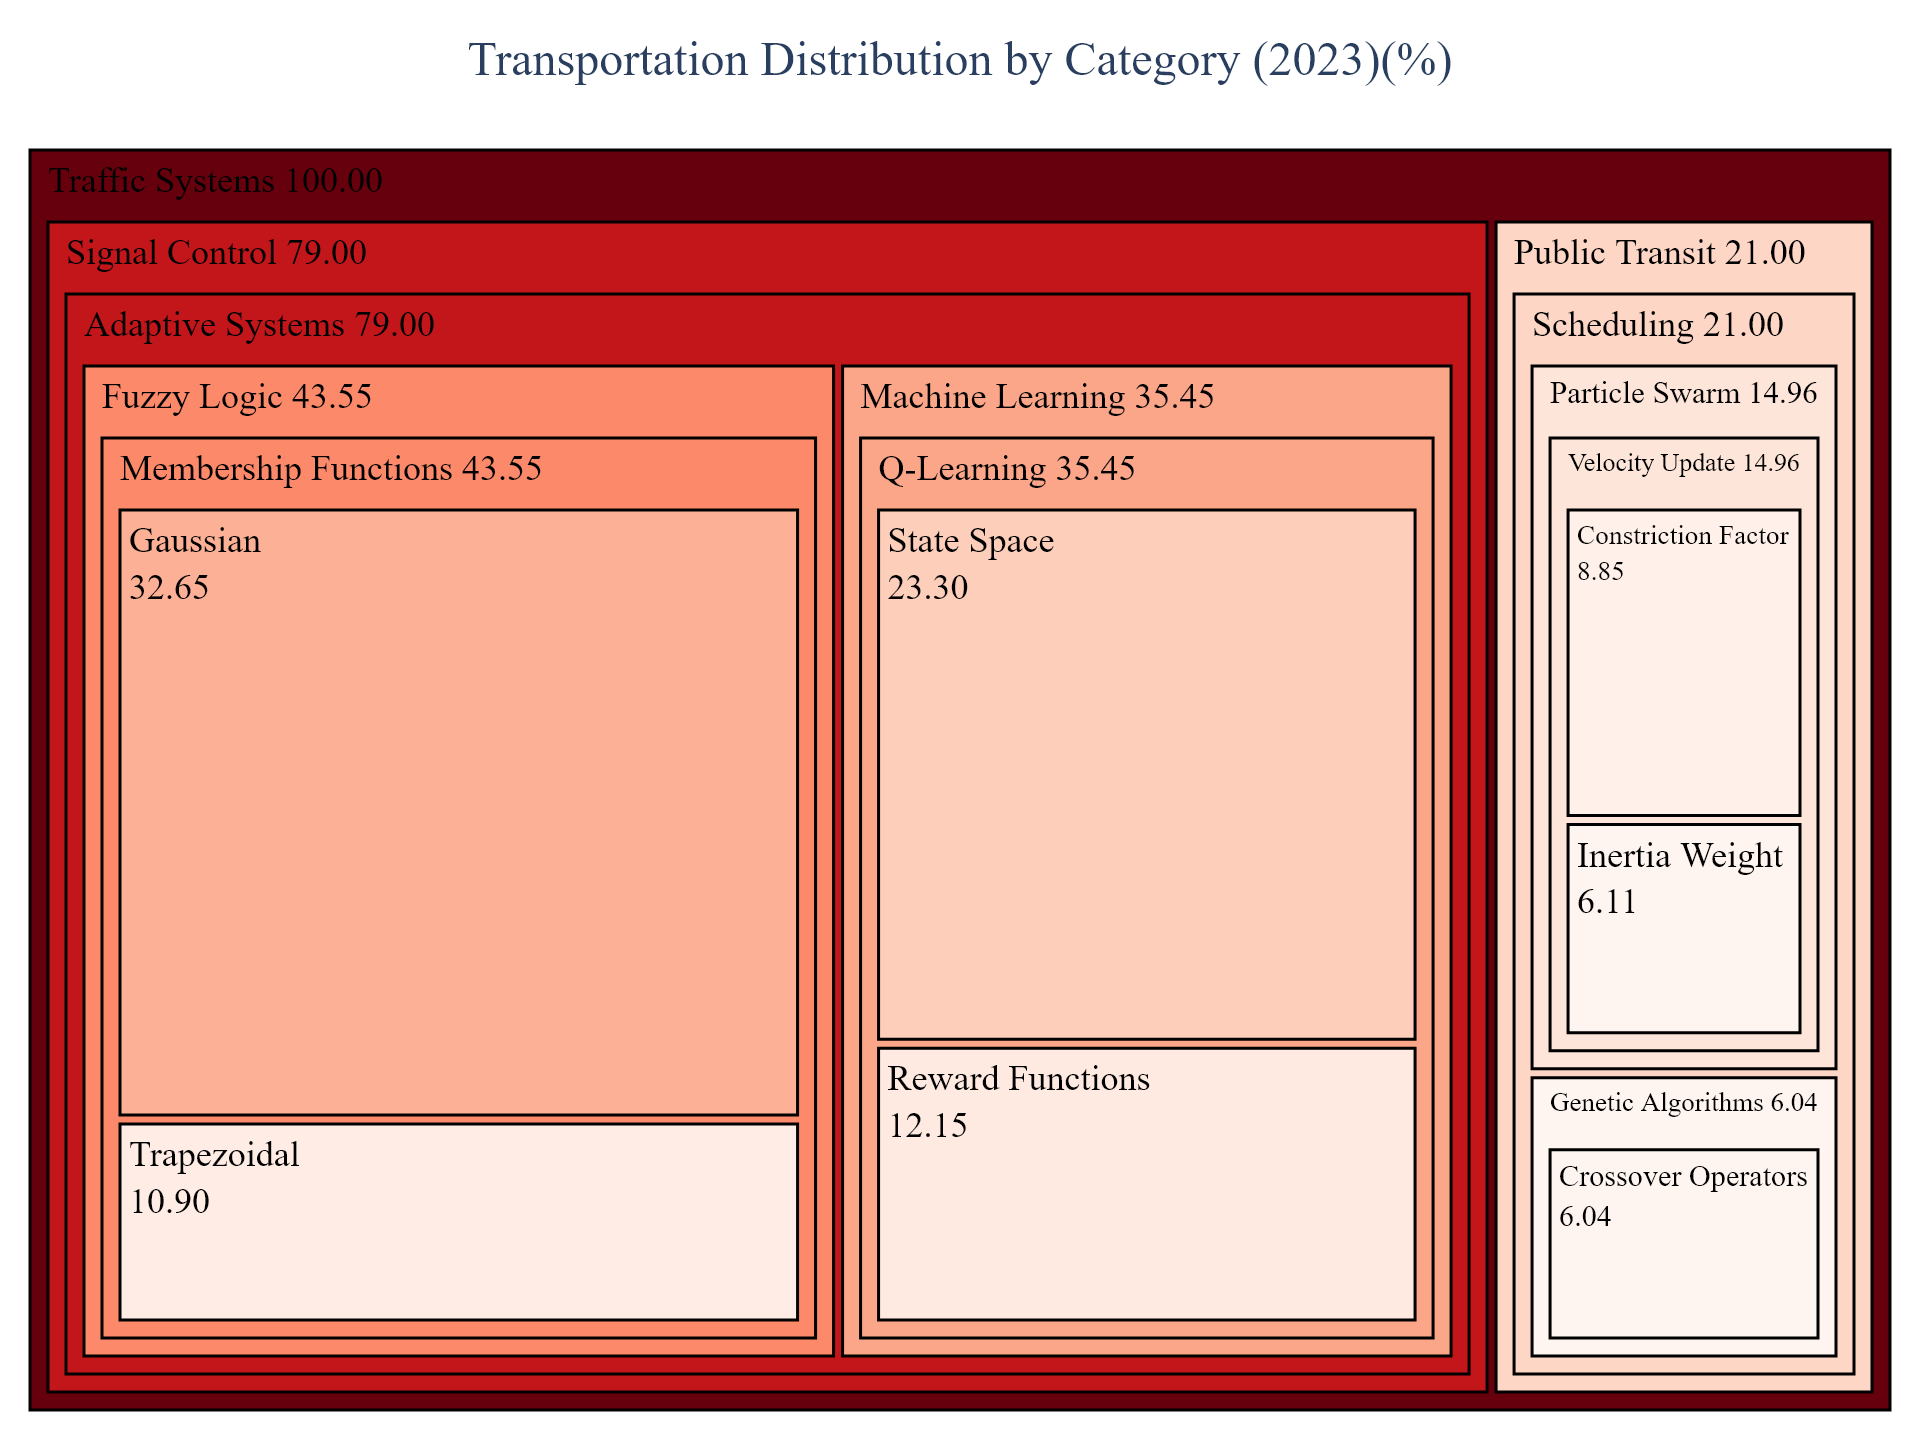 Transportation Distribution by Category (2023)(%)
Traffic Systems 100.00
Signal Control 79.00
Adaptive Systems 79.00
Fuzzy Logic 43.55
Membership Functions 43.55
Gaussian
32.65
Trapezoidal
10.90
Machine Learning 35.45
Q-Learning 35.45
State Space
23.30
Reward Functions
12.15
Public Transit 21.00
Scheduling 21.00
Particle Swarm 14.96
Velocity Update 14.96
Constriction Factor
8.85
Inertia Weight
6.11
Genetic Algorithms 6.04
Crossover Operators
6.04